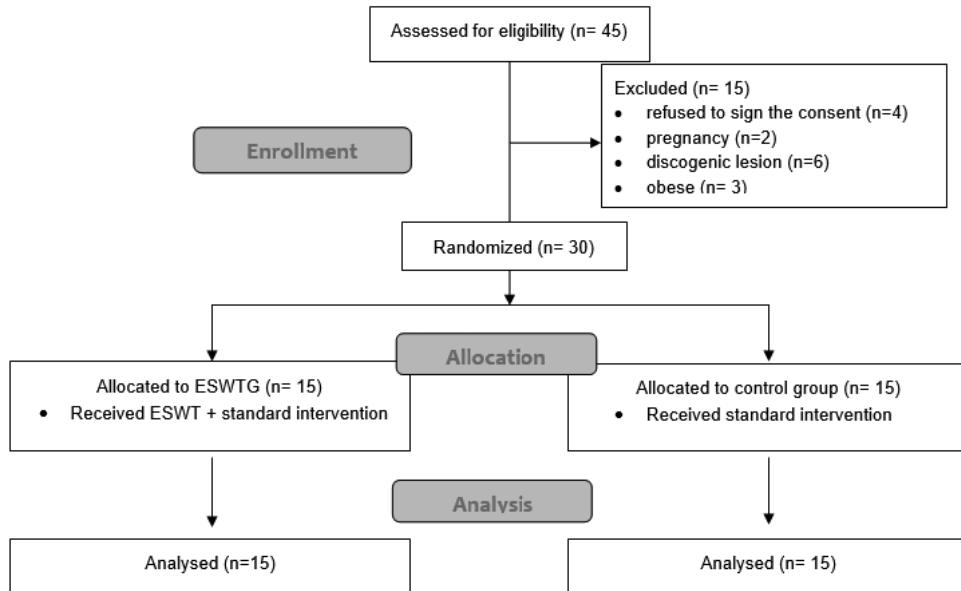 Assessed for eligibility (n= 45)
Excluded (n= 15)
• refused to sign the consent (n=4)
• pregnancy (n=2)
• discogenic lesion (n=6)
• obese (n= 3)
Enrollment
Randomized (n= 30)
Allocation
Allocated to ESWTG (n= 15)
• Received ESWT + standard intervention
Allocated to control group (n= 15)
• Received standard intervention
Analysis
Analysed (n=15)
Analysed (n= 15)